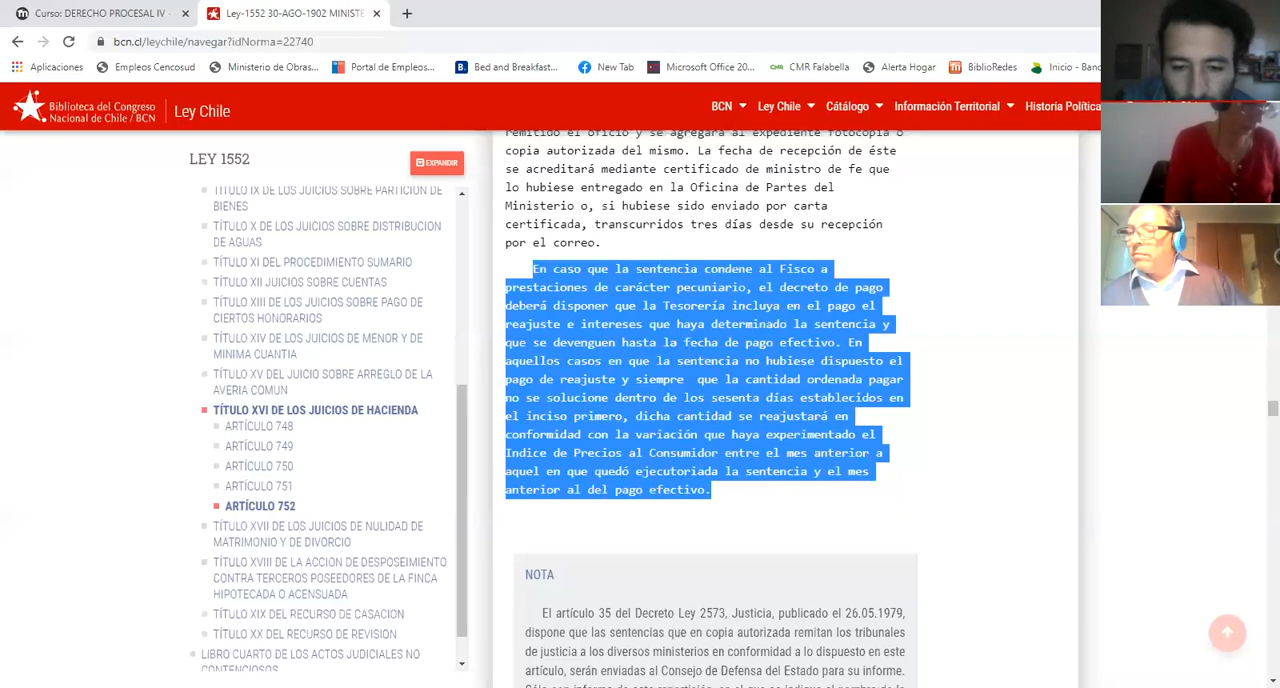 Curso: DERECHO PROCESAL IV -
Ley-1552 30-AGO-1902 MINISTE
bcn.cl/leychile/navegar?idNorma=22740
Aplicaciones
Empleos Cencosud
Ministerio de Obras...
Portal de Empleos...
Bed and Breakfast...
New Tab
Microsoft Office 20...
CMR Falabella
Alerta Hogar
BiblioRedes
Inicio - Banc
Biblioteca del Congreso
Nacional de Chile / BCN
Ley Chile
BCN
Ley Chile
Catálogo
Información Territorial
Historia Política
LEY 1552
EXPANDIR
TÍTULO IX DE LOS JUICIOS SOBRE PARTICION DE
BIENES
TÍTULO X DE LOS JUICIOS SOBRE DISTRIBUCION
DE AGUAS
TÍTULO XI DEL PROCEDIMIENTO SUMARIO
TÍTULO XII JUICIOS SOBRE CUENTAS
TÍTULO XIII DE LOS JUICIOS SOBRE PAGO DE
CIERTOS HONORARIOS
TÍTULO XIV DE LOS JUICIOS DE MENOR Y DE
MINIMA CUANTIA
TÍTULO XV DEL JUICIO SOBRE ARREGLO DE LA
AVERIA COMUN
TÍTULO XVI DE LOS JUICIOS DE HACIENDA
ARTÍCULO 748
ARTÍCULO 749
ARTÍCULO 750
ARTÍCULO 751
ARTÍCULO 752
TÍTULO XVII DE LOS JUICIOS DE NULIDAD DE
MATRIMONIO Y DE DIVORCIO
TÍTULO XVIII DE LA ACCION DE DESPOSEIMIENTO
CONTRA TERCEROS POSEEDORES DE LA FINCA
HIPOTECADA O ACENSUADA
TÍTULO XIX DEL RECURSO DE CASACION
TÍTULO XX DEL RECURSO DE REVISION
LIBRO CUARTO DE LOS ACTOS JUDICIALES NO
CONTENCIOSOS
remitido el oficio y se agregará al expediente fotocopia o
copia autorizada del mismo. La fecha de recepción de éste
se acreditará mediante certificado de ministro de fe que
lo hubiese entregado en la Oficina de Partes del
Ministerio o, si hubiese sido enviado por carta
certificada, transcurridos tres días desde su recepción
por el correo.
En caso que la sentencia condene al Fisco a
prestaciones de carácter pecuniario, el decreto de pago
deberá disponer que la Tesorería incluya en el pago el
reajuste e intereses que haya determinado la sentencia y
que se devenguen hasta la fecha de pago efectivo. En
aquellos casos en que la sentencia no hubiese dispuesto el
pago de reajuste y siempre que la cantidad ordenada pagar
no se solucione dentro de los sesenta días establecidos en
el inciso primero, dicha cantidad se reajustará en
conformidad con la variación que haya experimentado el
Indice de Precios al Consumidor entre el mes anterior a
aquel en que quedó ejecutoriada la sentencia y el mes
anterior al del pago efectivo.
NOTA
El artículo 35 del Decreto Ley 2573, Justicia, publicado el 26.05.1979,
dispone que las sentencias que en copia autorizada remitan los tribunales
de justicia a los diversos ministerios en conformidad a lo dispuesto en este
artículo, serán enviadas al Consejo de Defensa del Estado para su informe.